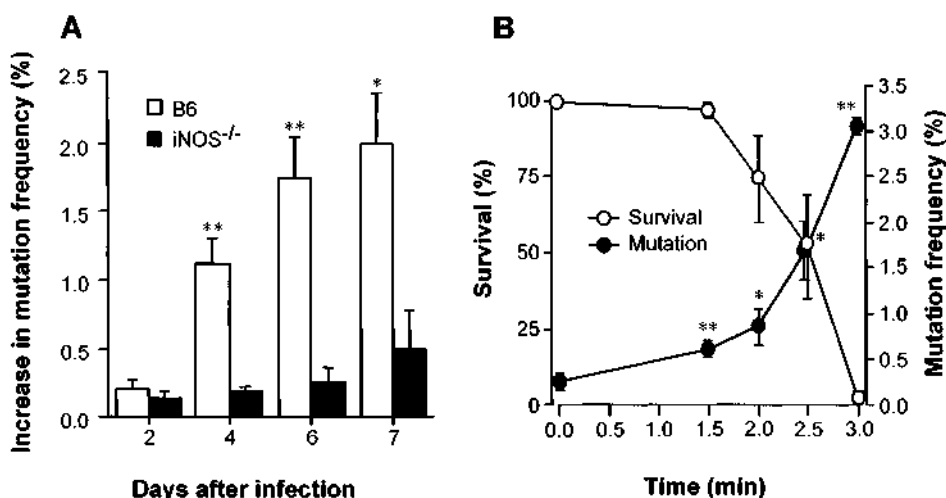 A
Increase in mutation frequency (%)
2.5
2.0
1.5
1.0
0.5
0.0
B6
iNOS-/-
**
**
*
2 4 6 7
Days after infection
B
Survival (%)
100
75
50
25
0
Survival
Mutation
**
*
*
**
0.0 0.5 1.0 1.5 2.0 2.5 3.0
Time (min)
3.5
3.0
2.5
2.0
1.5
1.0
0.5
0.0
Mutation frequency (%)